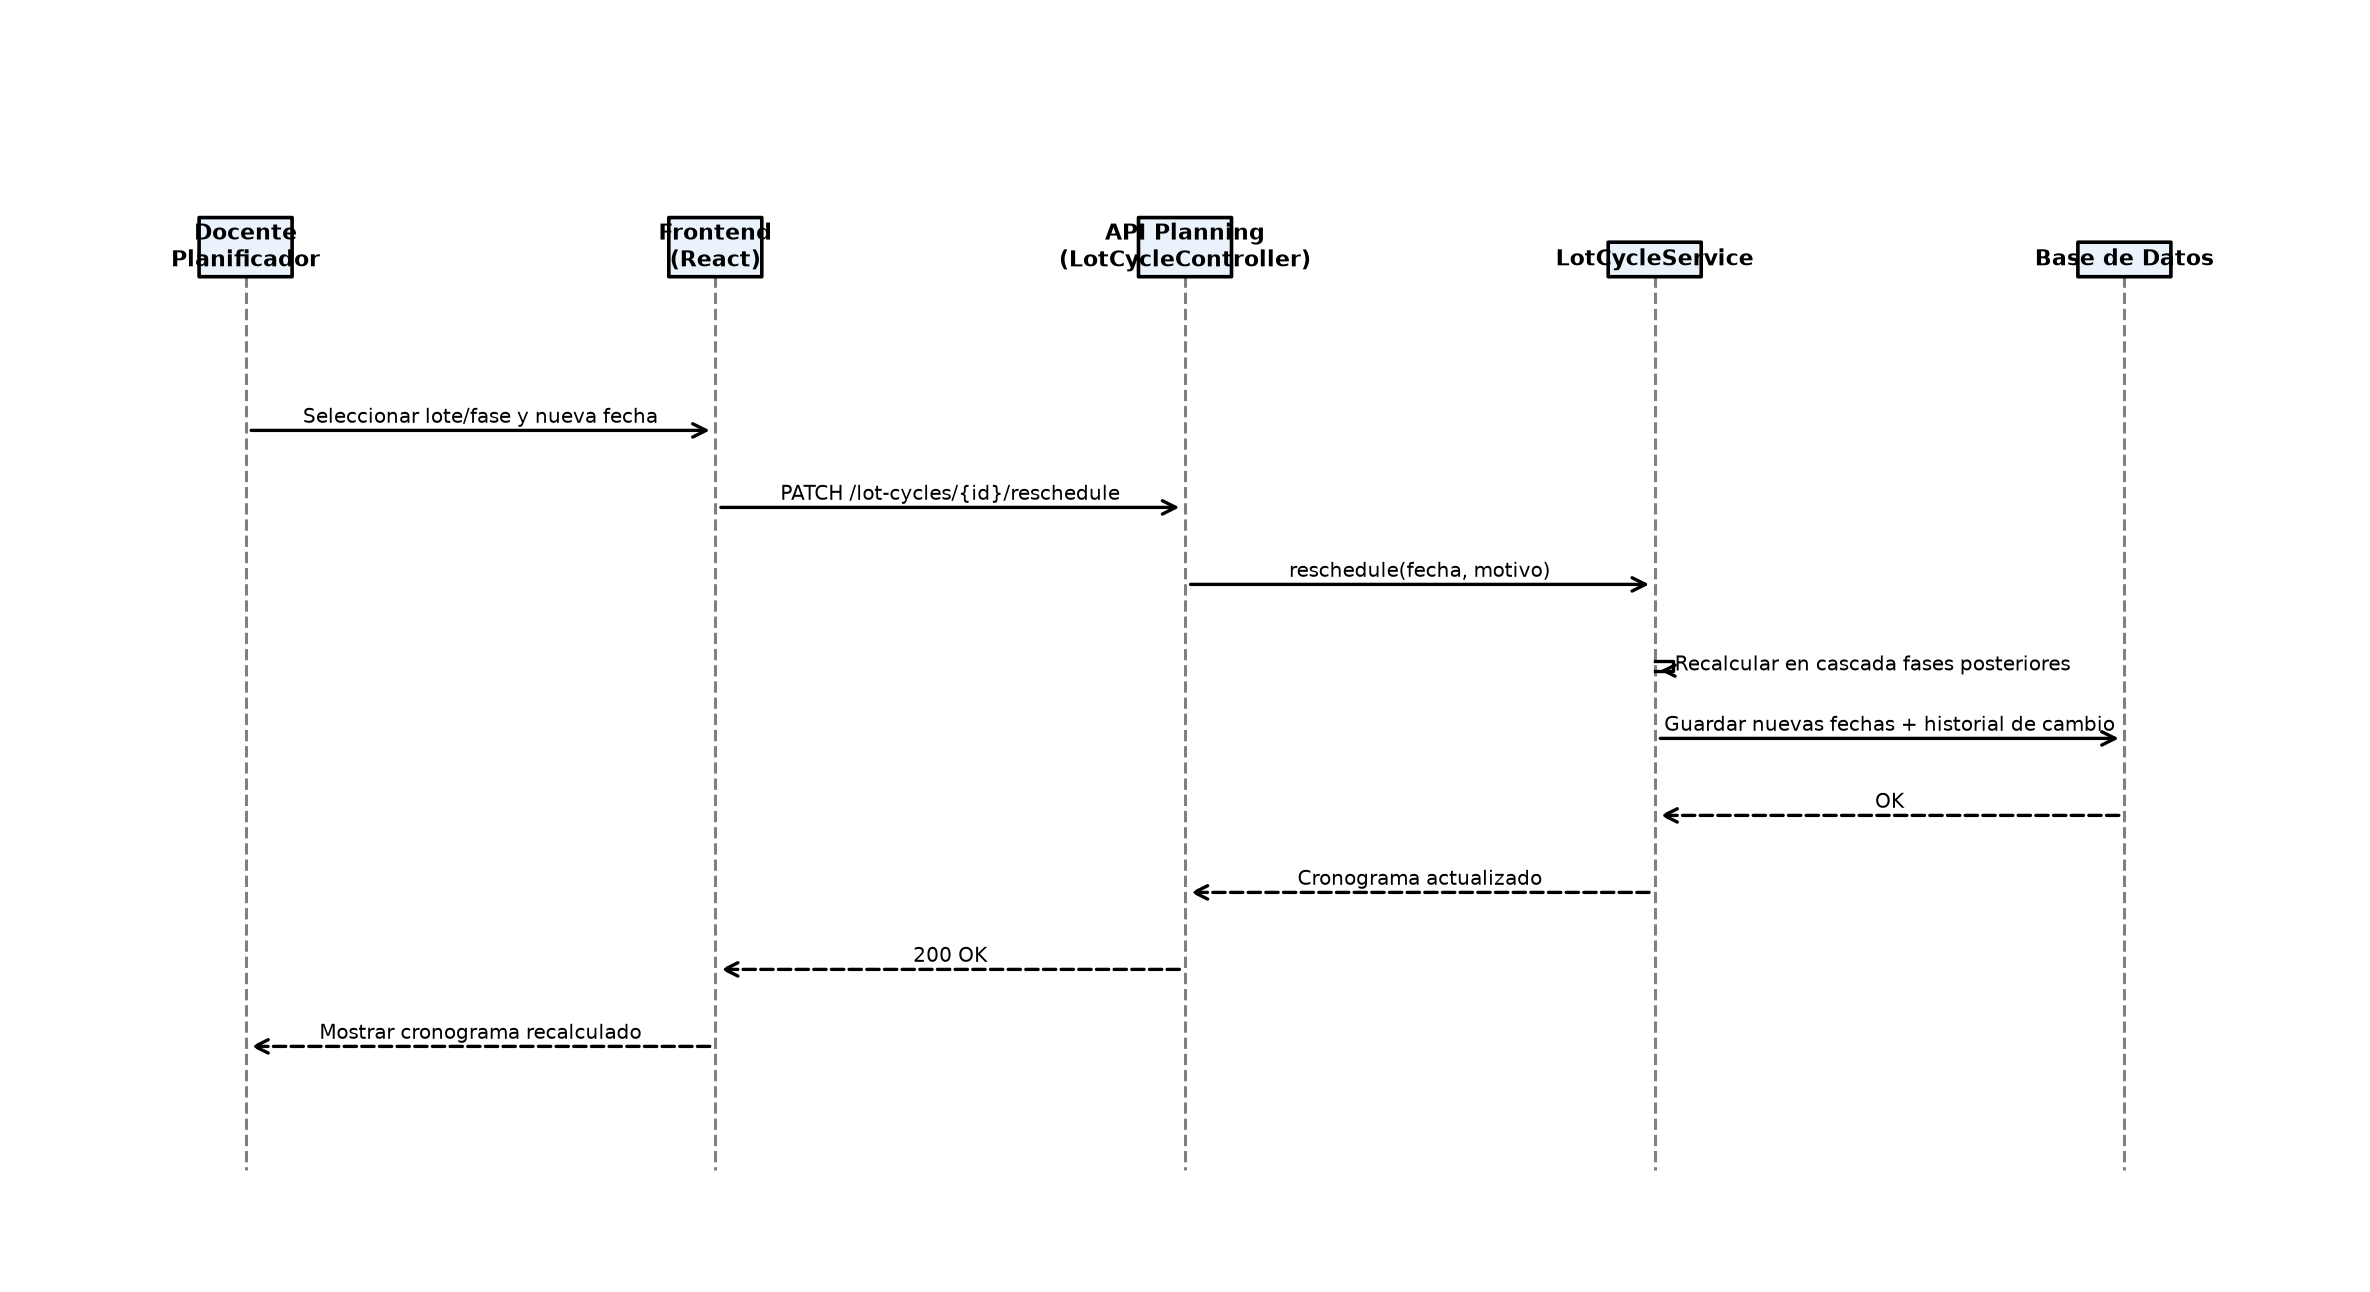 Docente
Planificador
Frontend
(React)
API Planning
(LotCycleController)
LotCycleService
Base de Datos
Seleccionar lote/fase y nueva fecha
PATCH /lot-cycles/{id}/reschedule
reschedule(fecha, motivo)
Recalcular en cascada fases posteriores
Guardar nuevas fechas + historial de cambio
OK
Cronograma actualizado
200 OK
Mostrar cronograma recalculado